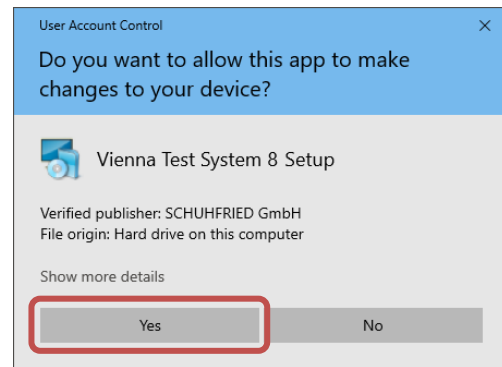 User Account Control
Do you want to allow this app to make
changes to your device?
Vienna Test System 8 Setup
Verified publisher: SCHUHFRIED GmbH
File origin: Hard drive on this computer
Show more details
Yes
No